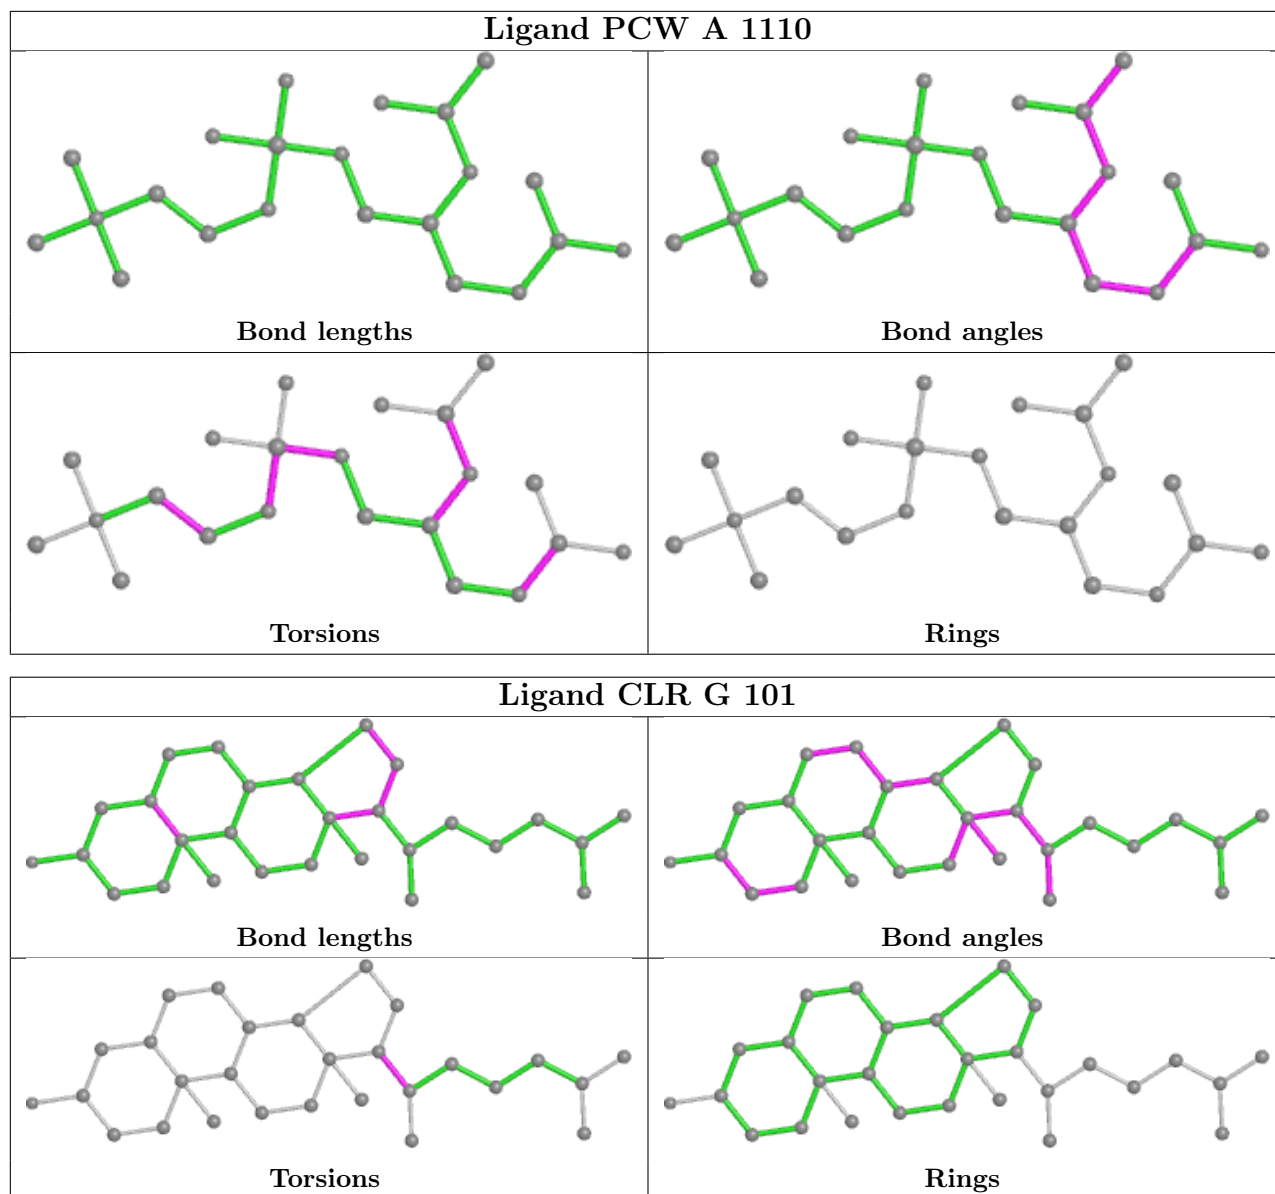 Ligand PCW A 1110
Bond lengths
Bond angles
Torsions
Rings
Ligand CLR G 101
Bond lengths
Bond angles
Torsions
Rings